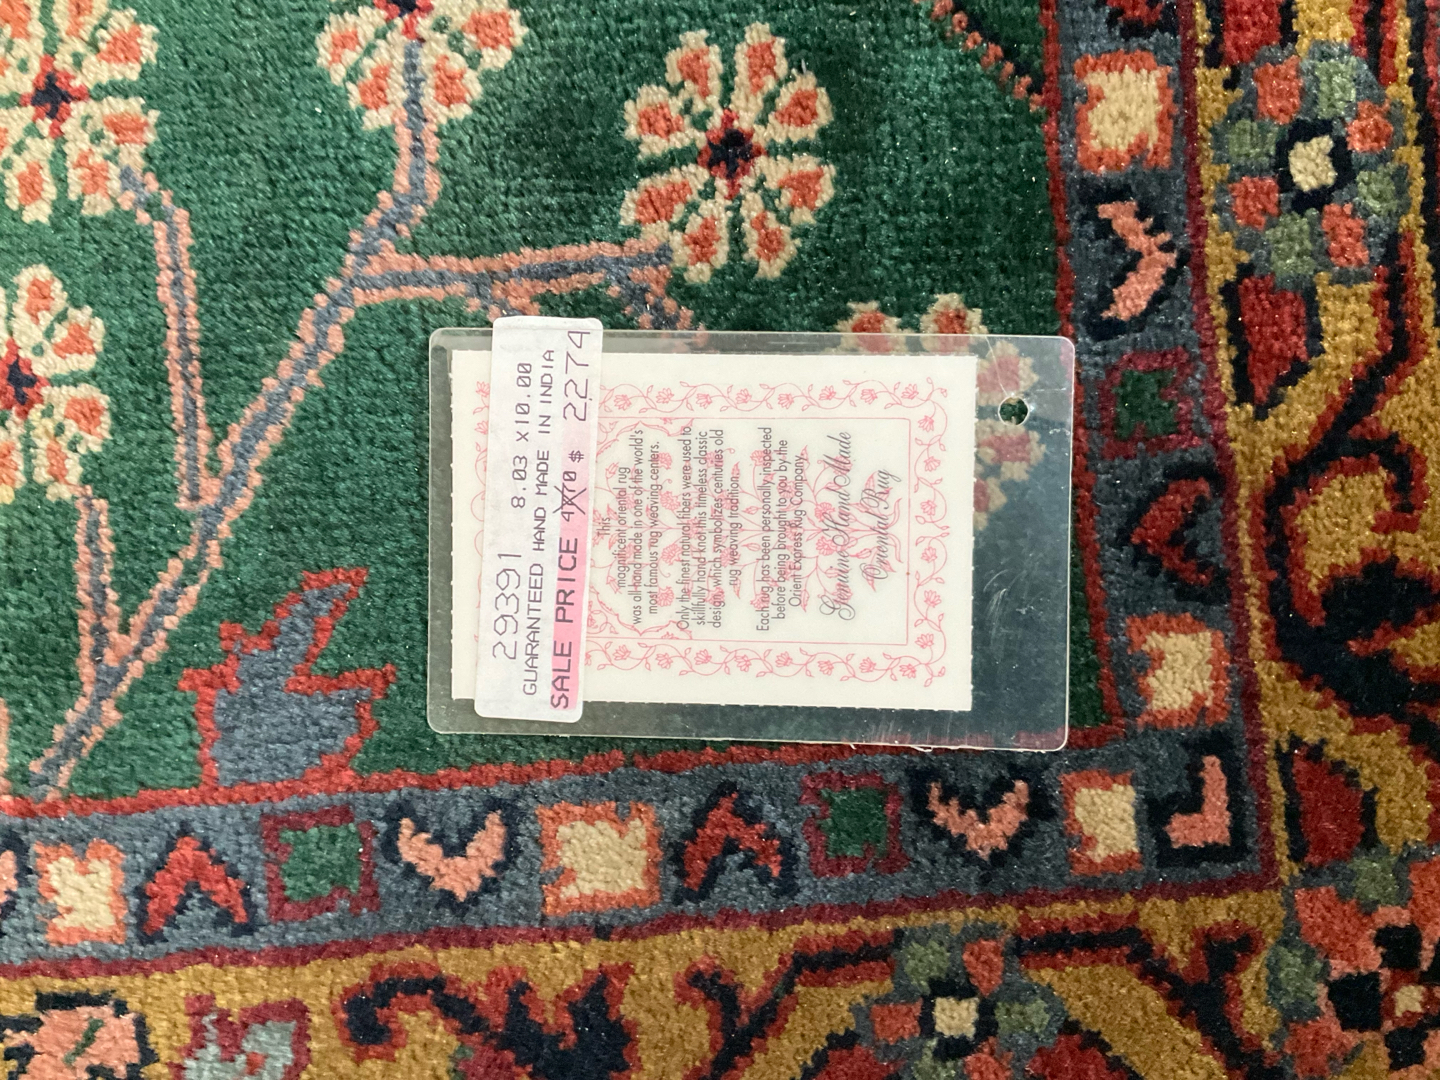 29391
8.03 X10.00
GUARANTEED HAND MADE IN INDIA
SALE PRICE $ 2274
This
magnificent oriental rug
was all-hand made in one of the world's
most famous rug weaving centers.
Only the finest natural fibers were used to
skillfully hand-knot this timeless classic
design, which symbolizes centuries old
rug weaving tradition.
Each rug has been personally inspected
before being brought to you by the
Orient Express Rug Company.
Genuine Hand Made
Oriental Rug